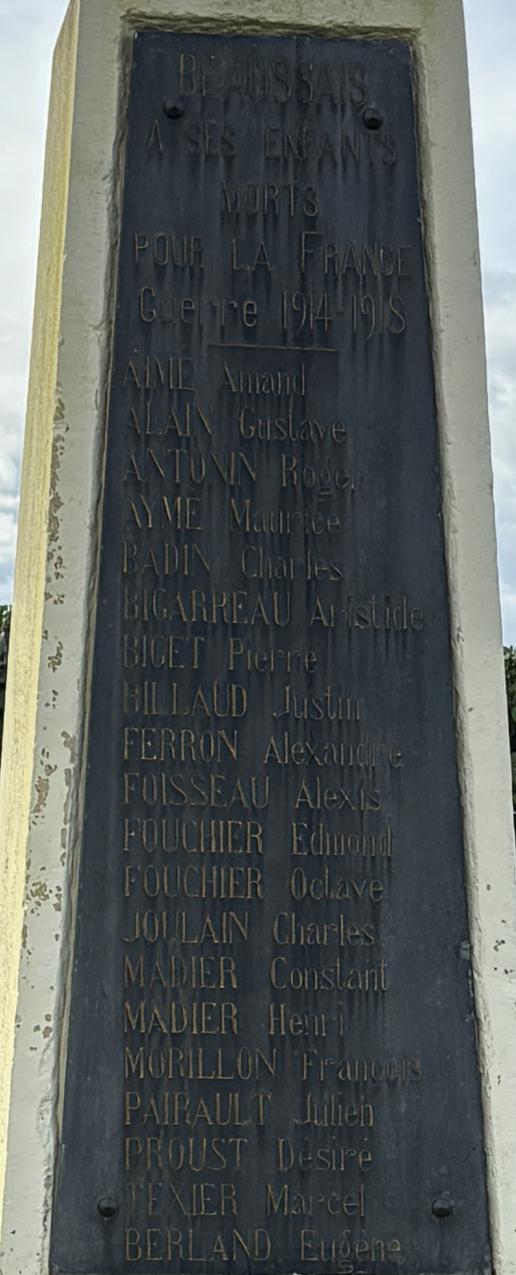 BEAUSSAIS
A SES ENFANTS
MORTS
POUR LA FRANCE
Guerre 1914-1918
AIME Amand
ALAIN Gustave
ANTONIN Roger
AYME Maurice
BADIN Charles
BIGARREAU Aristide
BIGET Pierre
BILLAUD Justin
FERRON Alexandre
FOISSEAU Alexis
FOUCHIER Edmond
FOUCHIER Octave
JOULAIN Charles
MADIER Constant
MADIER Henri
MORILLON François
PAIRAULT Julien
PROUST Désiré
TEXIER Marcel
BERLAND Eugène